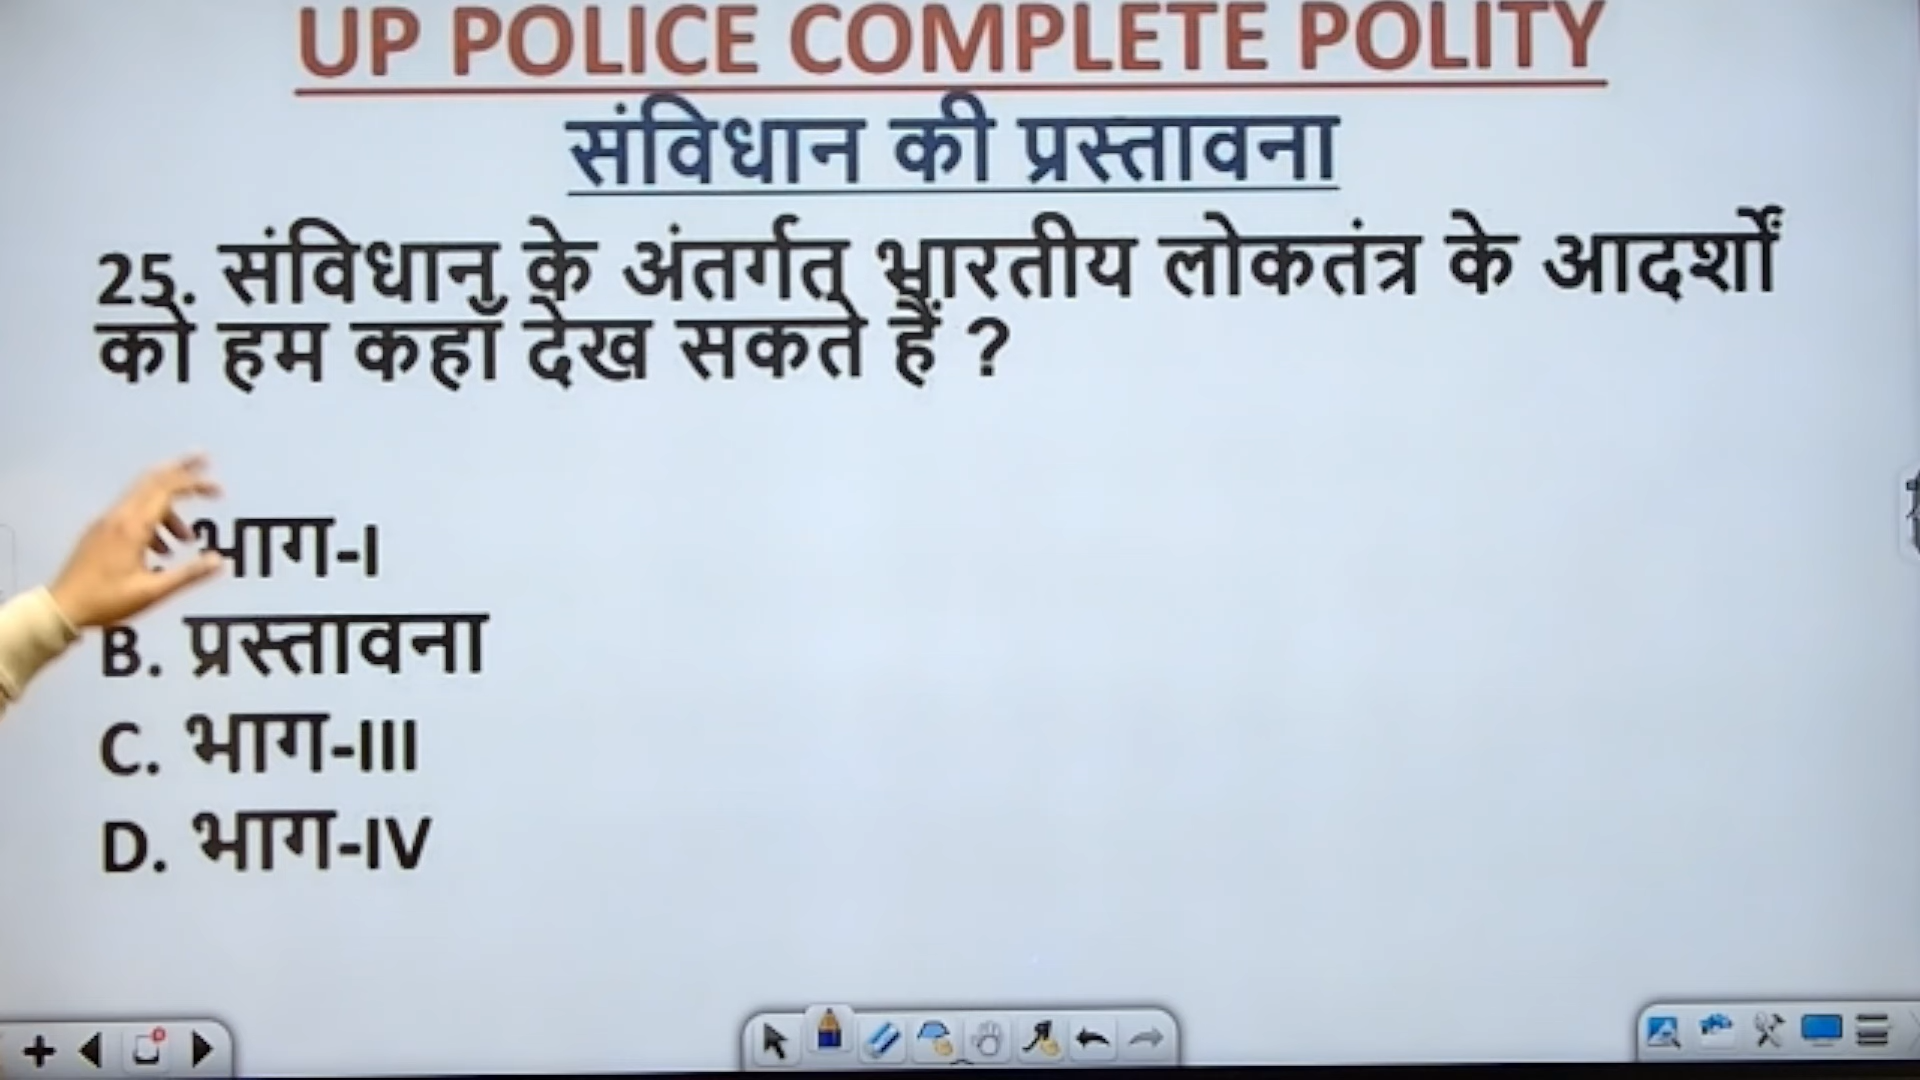 UP POLICE COMPLETE POLITY
संविधान की प्रस्तावना
25. संविधान के अंतर्गत भारतीय लोकतंत्र के आदर्शों
को हम कहाँ देख सकते हैं ?
भाग-I
B. प्रस्तावना
C. भाग-III
D. भाग-IV